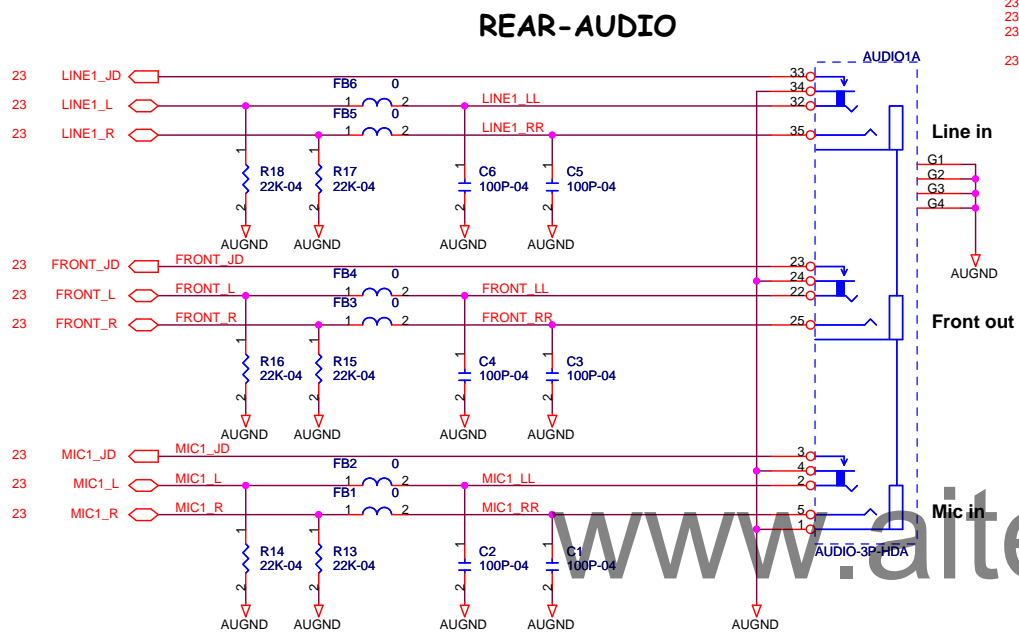 REAR-AUDIO
23
23
23
23
AUDIO1A
23 LINE1_JD 33
FB6 0
34
23 LINE1_L 1 2 LINE1_LL 32
FB5 0
23 LINE1_R 1 2 LINE1_RR 35 Line in
1 1 1 1
R18 R17 C6 C5
22K-04 22K-04 100P-04 100P-04
2 2 2 2
AUGND AUGND AUGND AUGND
G1
G2
G3
G4
AUGND
23 FRONT_JD FRONT_JD 23
FB4 0
24
23 FRONT_L FRONT_L 1 2 FRONT_LL 22
FB3 0
23 FRONT_R FRONT_R 1 2 FRONT_RR 25 Front out
1 1 1 1
R16 R15 C4 C3
22K-04 22K-04 100P-04 100P-04
2 2 2 2
AUGND AUGND AUGND AUGND
23 MIC1_JD MIC1_JD 3
FB2 0
4
23 MIC1_L MIC1_L 1 2 MIC1_LL 2
FB1 0
23 MIC1_R MIC1_R 1 2 MIC1_RR 5 Mic in
1
1 1 1 1
R14 R13 C2 C1
22K-04 22K-04 100P-04 100P-04
2 2 2 2
AUDIO-3P-HDA
AUGND AUGND AUGND AUGND AUGND
www.aite